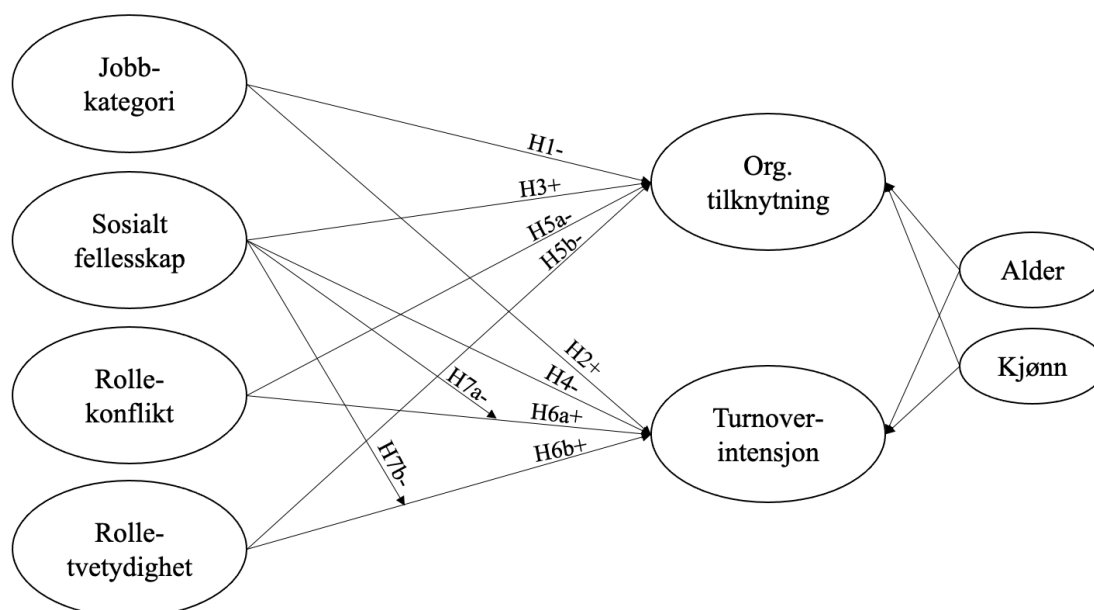 Jobb-
kategori
Sosialt
fellesskap
Rolle-
konflikt
Rolle-
tvetydighet
H1-
H3+
H5a-
H5b-
H2+
H4-
H7a-
H6a+
H6b+
H7b-
Org.
tilknytning
Turnover-
intensjon
Alder
Kjønn